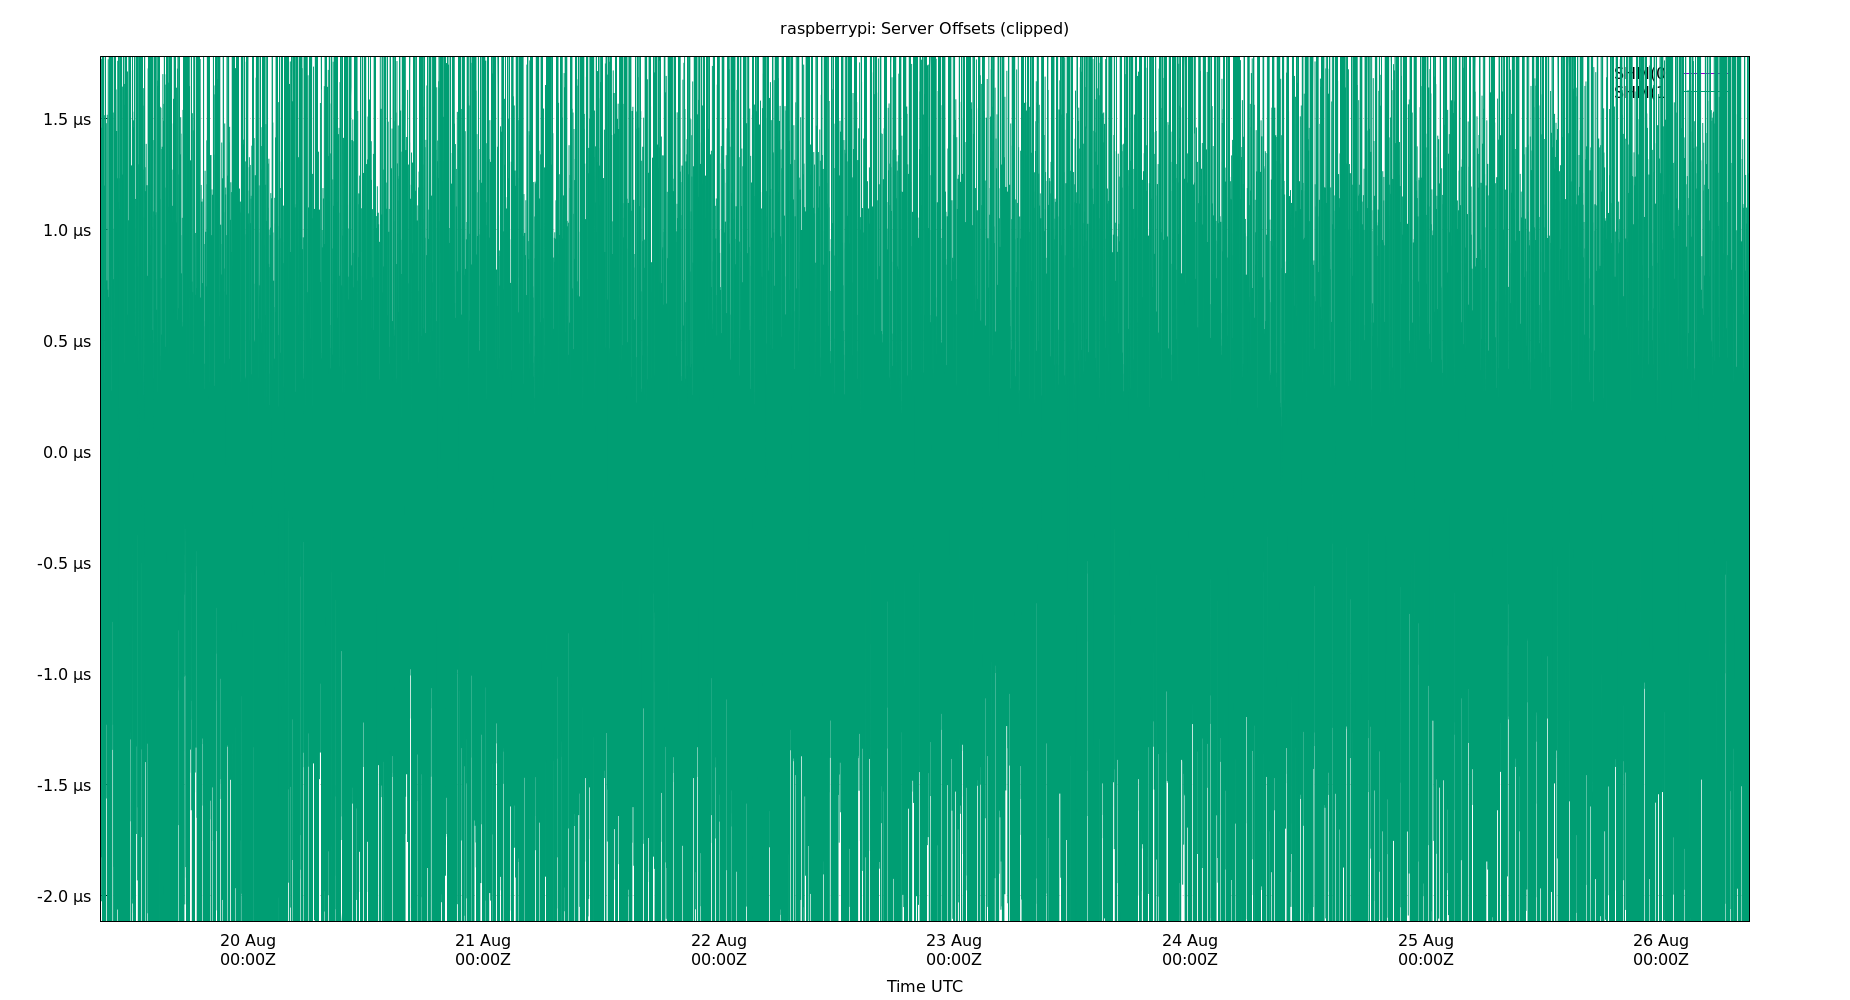 raspberrypi: Server Offsets (clipped)
1.5 µs
1.0 µs
0.5 µs
0.0 µs
-0.5 µs
-1.0 µs
-1.5 µs
-2.0 µs
20 Aug 21 Aug 22 Aug 23 Aug 24 Aug 25 Aug 26 Aug
00:00Z 00:00Z 00:00Z 00:00Z 00:00Z 00:00Z 00:00Z
Time UTC